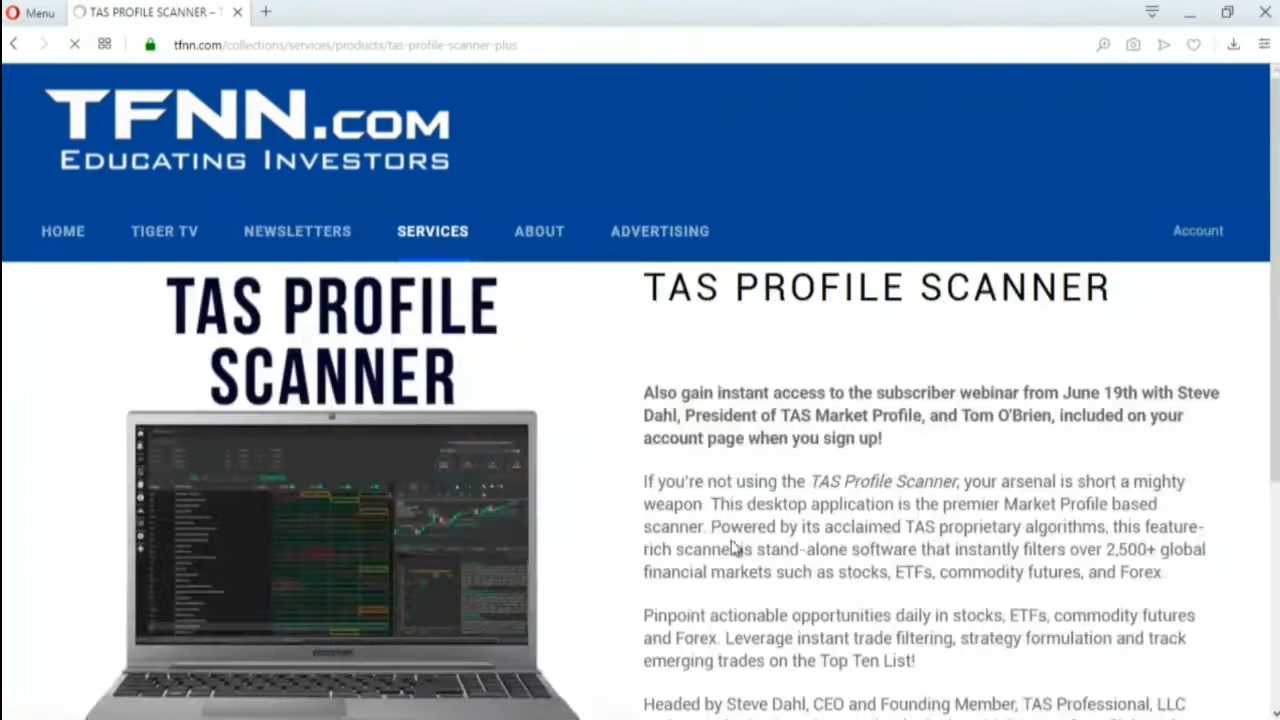 Menu
TAS PROFILE SCANNER –
tfnn.com/collections/services/products/tas-profile-scanner-plus
TFNN.COM
EDUCATING INVESTORS
HOME TIGER TV NEWSLETTERS SERVICES ABOUT ADVERTISING Account
TAS PROFILE
SCANNER
TAS PROFILE SCANNER
Also gain instant access to the subscriber webinar from June 19th with Steve
Dahl, President of TAS Market Profile, and Tom O'Brien, included on your
account page when you sign up!
If you're not using the TAS Profile Scanner, your arsenal is short a mighty
weapon. This desktop application is the premier Market Profile based
scanner. Powered by its acclaimed TAS proprietary algorithms, this feature-
rich scanner is stand-alone software that instantly filters over 2,500+ global
financial markets such as stocks, ETFs, commodity futures, and Forex.
Pinpoint actionable opportunities daily in stocks, ETFs, commodity futures
and Forex. Leverage instant trade filtering, strategy formulation and track
emerging trades on the Top Ten List!
Headed by Steve Dahl, CEO and Founding Member, TAS Professional, LLC